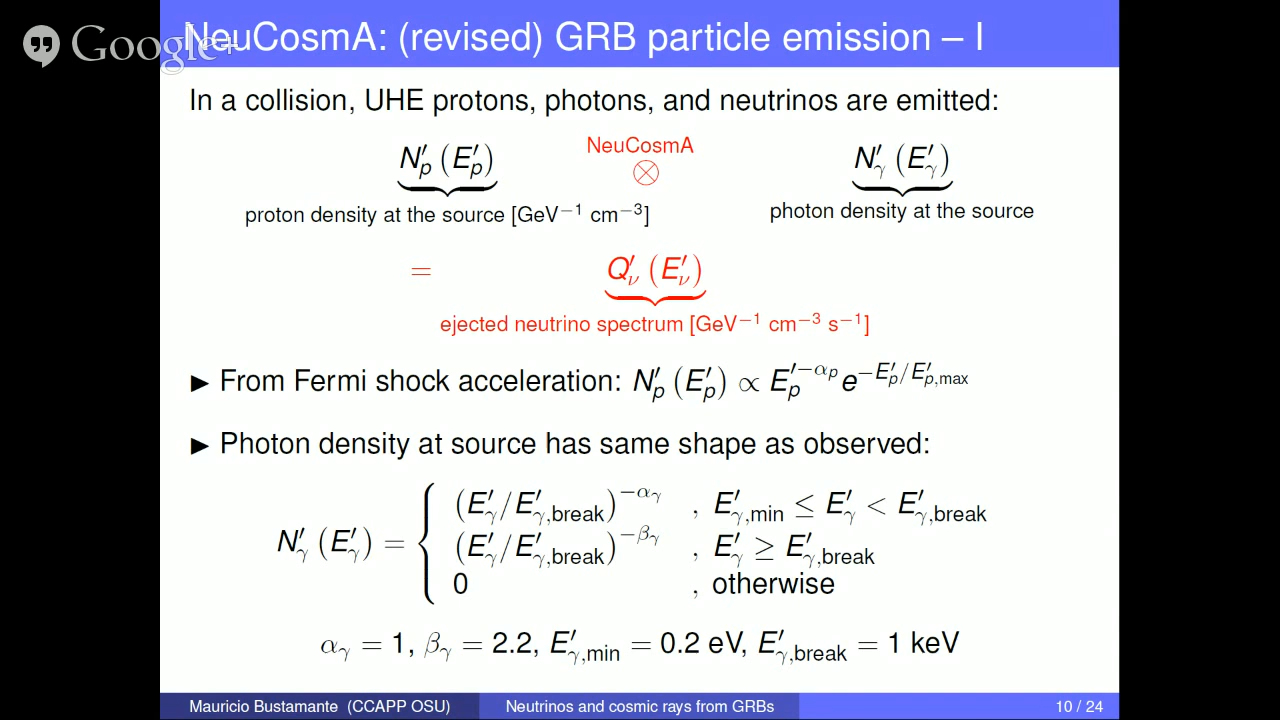 Google+
NeuCosmA: (revised) GRB particle emission – I
In a collision, UHE protons, photons, and neutrinos are emitted:
N′p (E′p) NeuCosmA ⊗ N′γ (E′γ)
proton density at the source [GeV⁻¹ cm⁻³] photon density at the source
= Q′ν (E′ν)
ejected neutrino spectrum [GeV⁻¹ cm⁻³ s⁻¹]
▶ From Fermi shock acceleration: N′p (E′p) ∝ E′p^−αp e^−E′p/E′p,max
▶ Photon density at source has same shape as observed:
(E′γ/E′γ,break)^−αγ , E′γ,min ≤ E′γ < E′γ,break
N′γ (E′γ) = { (E′γ/E′γ,break)^−βγ , E′γ ≥ E′γ,break
0 , otherwise
αγ = 1, βγ = 2.2, E′γ,min = 0.2 eV, E′γ,break = 1 keV
Mauricio Bustamante (CCAPP OSU) Neutrinos and cosmic rays from GRBs 10 / 24